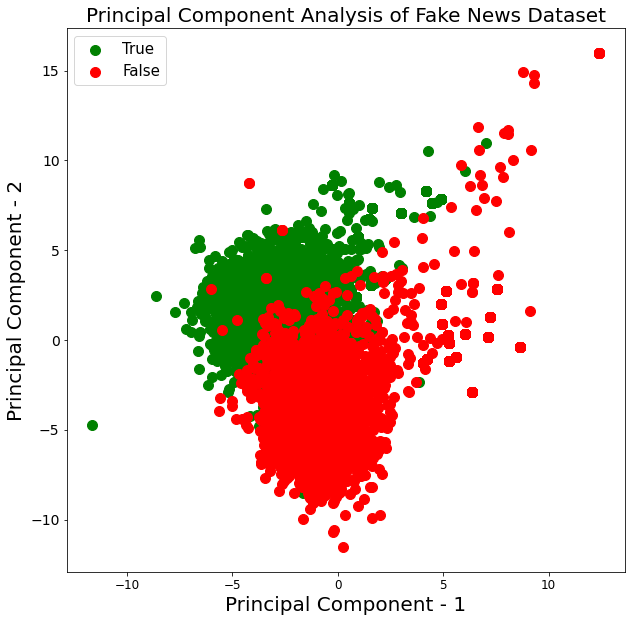 Principal Component Analysis of Fake News Dataset
True
False
15
10
5
0
−5
−10
Principal Component - 2
−10
−5
0
5
10
Principal Component - 1